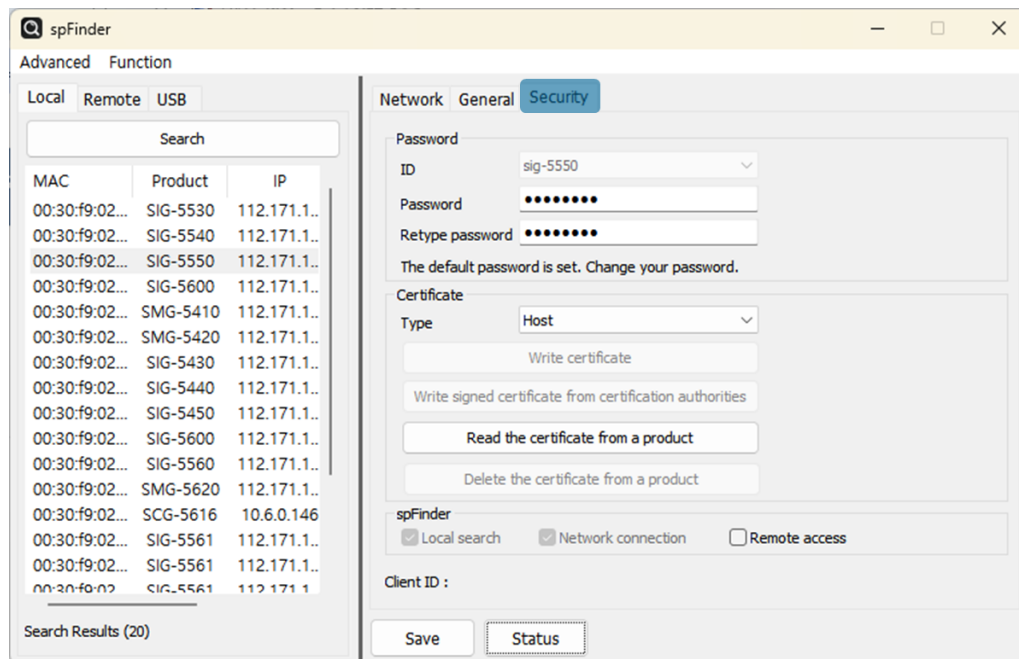 spFinder
Advanced Function
Local Remote USB
Search
MAC Product IP
00:30:f9:02... SIG-5530 112.171.1..
00:30:f9:02... SIG-5540 112.171.1..
00:30:f9:02... SIG-5550 112.171.1..
00:30:f9:02... SIG-5600 112.171.1..
00:30:f9:02... SMG-5410 112.171.1..
00:30:f9:02... SMG-5420 112.171.1..
00:30:f9:02... SIG-5430 112.171.1..
00:30:f9:02... SIG-5440 112.171.1..
00:30:f9:02... SIG-5450 112.171.1..
00:30:f9:02... SIG-5600 112.171.1..
00:30:f9:02... SIG-5560 112.171.1..
00:30:f9:02... SMG-5620 112.171.1..
00:30:f9:02... SCG-5616 10.6.0.146
00:30:f9:02... SIG-5561 112.171.1..
00:30:f9:02... SIG-5561 112.171.1..
00:30:f9:02 SIG-5561 112 171 1
Search Results (20)
Network General Security
Password
ID sig-5550
Password ●●●●●●●●
Retype password ●●●●●●●●
The default password is set. Change your password.
Certificate
Type Host
Write certificate
Write signed certificate from certification authorities
Read the certificate from a product
Delete the certificate from a product
spFinder
Local search Network connection Remote access
Client ID :
Save Status